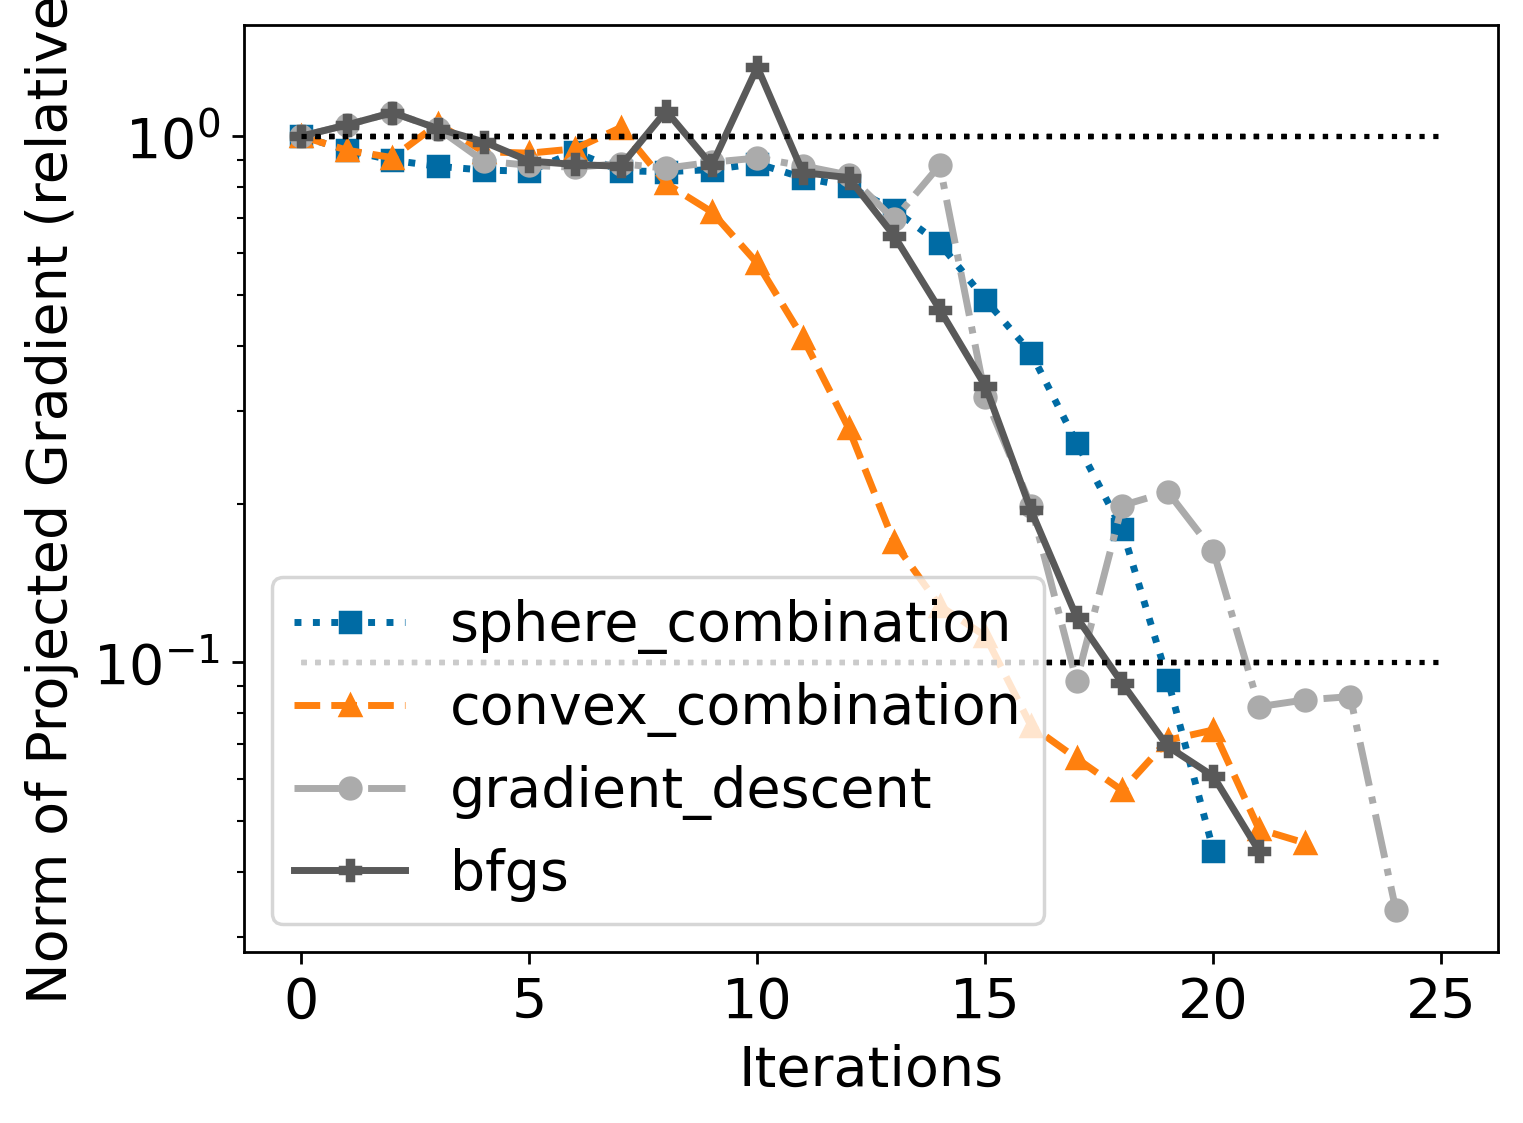 Norm of Projected Gradient (relative
10⁰
10⁻¹
sphere_combination
convex_combination
gradient_descent
bfgs
0 5 10 15 20 25
Iterations